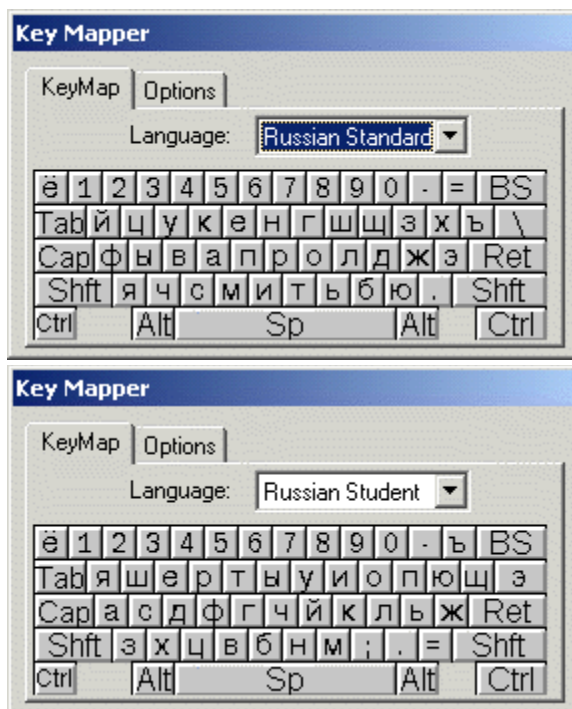 Key Mapper
KeyMap Options
Language: Russian Standard
ё 1 2 3 4 5 6 7 8 9 0 - = BS
Tab й ц у к е н г ш щ з х ъ \
Cap ф ы в а п р о л д ж э Ret
Shft я ч с м и т ь б ю . Shft
Ctrl Alt Sp Alt Ctrl
Key Mapper
KeyMap Options
Language: Russian Student
ё 1 2 3 4 5 6 7 8 9 0 - ъ BS
Tab я ш е р т ы у и о п ю щ э
Cap а с д ф г ч й к л ь ж Ret
Shft з х ц в б н м ; . = Shft
Ctrl Alt Sp Alt Ctrl